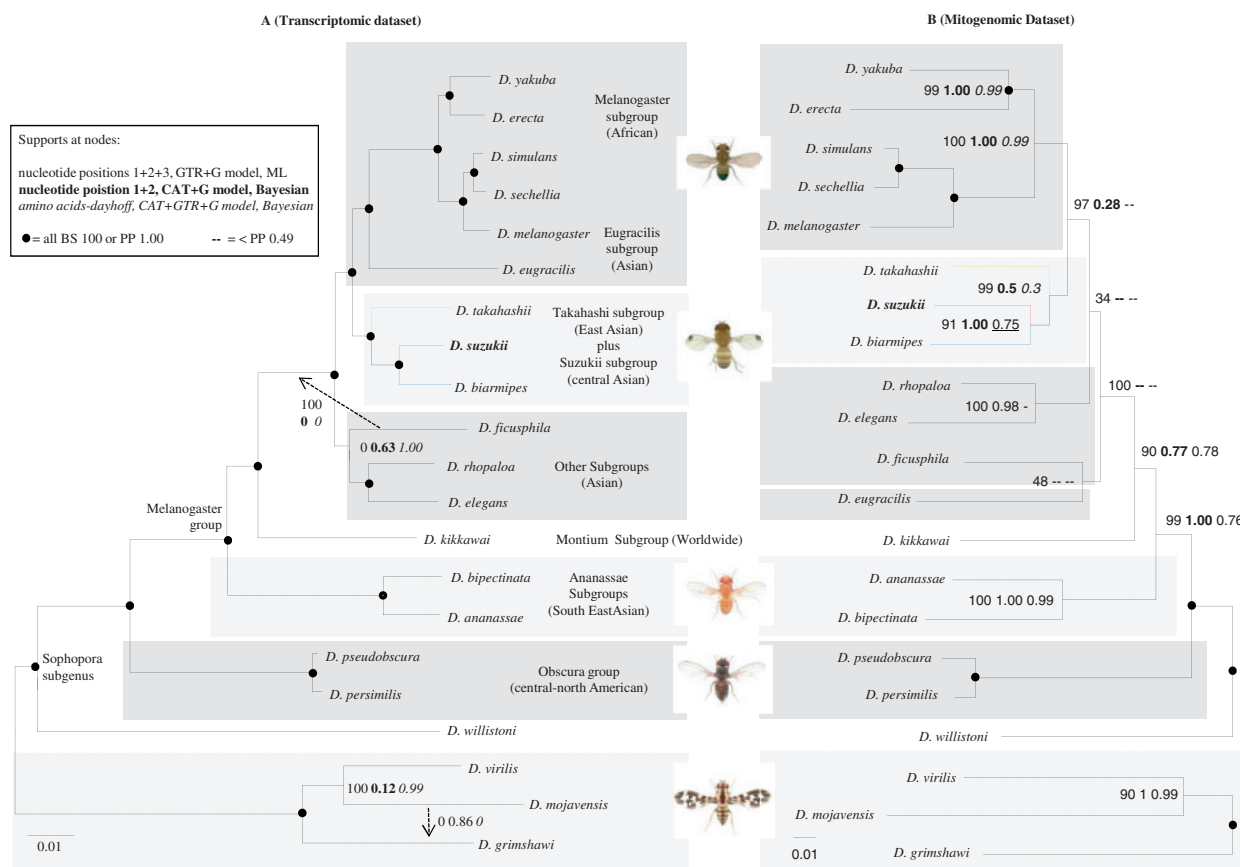 A (Transcriptomic dataset)
B (Mitogenomic Dataset)
Supports at nodes:
nucleotide positions 1+2+3, GTR+G model, ML
nucleotide poistion 1+2, CAT+G model, Bayesian
amino acids-dayhoff, CAT+GTR+G model, Bayesian
●= all BS 100 or PP 1.00 -- = < PP 0.49
D. yakuba
D. erecta
D. simulans
D. sechellia
D. melanogaster
D. eugracilis
Melanogaster
subgroup
(African)
Eugracilis
subgroup
(Asian)
D. takahashii
D. suzukii
D. biarmipes
Takahashi subgroup
(East Asian)
plus
Suzukii subgroup
(central Asian)
100
0 0
D. ficusphila
0 0.63 1.00
D. rhopaloa
D. elegans
Other Subgroups
(Asian)
Melanogaster
group
D. kikkawai
Montium Subgroup (Worldwide)
D. bipectinata
D. ananassae
Ananassae
Subgroups
(South EastAsian)
Sophopora
subgenus
D. pseudobscura
D. persimilis
Obscura group
(central-north American)
D. willistoni
D. virilis
100 0.12 0.99
D. mojavensis
0 0.86 0
D. grimshawi
0.01
D. yakuba
99 1.00 0.99
D. erecta
100 1.00 0.99
D. simulans
D. sechellia
D. melanogaster
97 0.28 --
D. takahashii
99 0.5 0.3
D. suzukii
91 1.00 0.75
D. biarmipes
34 -- --
D. rhopaloa
100 0.98 -
D. elegans
100 -- --
D. ficusphila
48 -- --
D. eugracilis
90 0.77 0.78
D. kikkawai
99 1.00 0.76
D. ananassae
100 1.00 0.99
D. bipectinata
D. pseudobscura
D. persimilis
D. willistoni
D. virilis
90 1 0.99
D. mojavensis
0.01
D. grimshawi